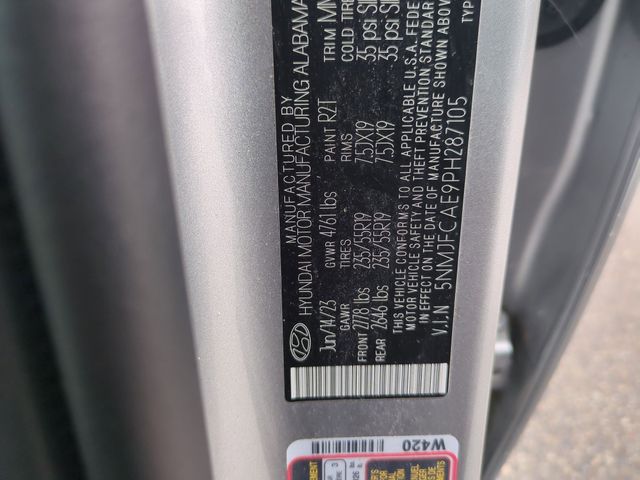 MANUFACTURED BY
HYUNDAI MOTOR MANUFACTURING ALABAMA
Jun/14/23 GVWR 4761 lbs PAINT R2T TRIM
GAWR TIRES RIMS COLD TIRE
FRONT 2778 lbs 235/55R19 7.5JX19 35 psi
REAR 2646 lbs 235/55R19 7.5JX19 35 psi
THIS VEHICLE CONFORMS TO ALL APPLICABLE U.S.A. FEDE
MOTOR VEHICLE SAFETY AND THEFT PREVENTION STANDARD
IN EFFECT ON THE DATE OF MANUFACTURE SHOWN ABOVE
V.I.N 5NMJFCAE9PH287105 TYP
W420